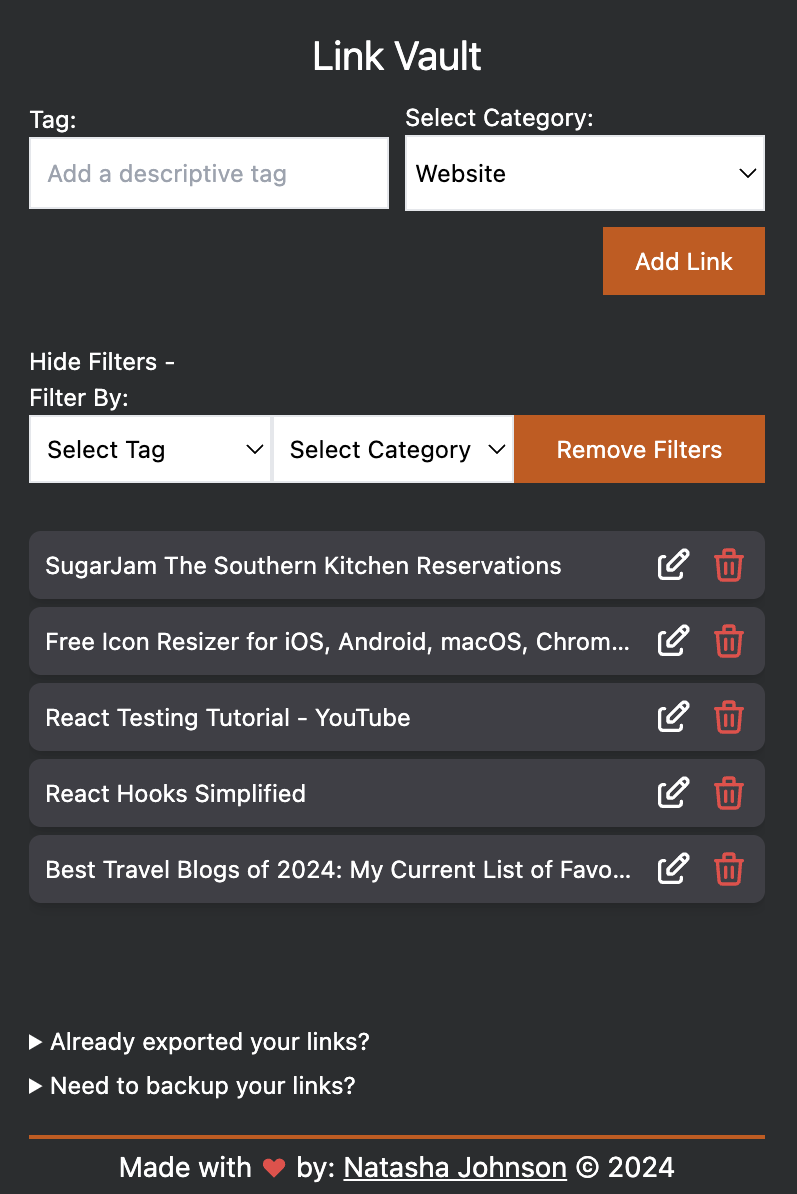 Link Vault
Tag:
Select Category:
Add a descriptive tag
Website
Add Link
Hide Filters -
Filter By:
Select Tag
Select Category
Remove Filters
SugarJam The Southern Kitchen Reservations
Free Icon Resizer for iOS, Android, macOS, Chrom...
React Testing Tutorial - YouTube
React Hooks Simplified
Best Travel Blogs of 2024: My Current List of Favo...
Already exported your links?
Need to backup your links?
Made with ❤ by: Natasha Johnson © 2024